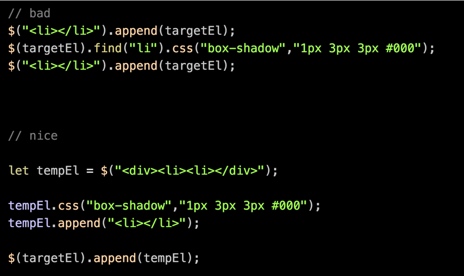 // bad
$("<li></li>").append(targetEl);
$(targetEl).find("li").css("box-shadow","1px 3px 3px #000");
$("<li></li>").append(targetEl);
// nice
let tempEl = $("<div><li><li></div>");
tempEl.css("box-shadow","1px 3px 3px #000");
tempEl.append("<li></li>");
$(targetEl).append(tempEl);